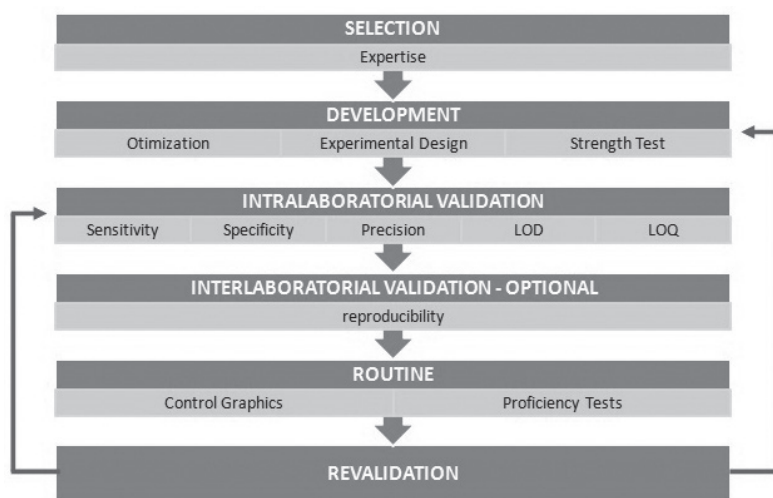 SELECTION
Expertise
DEVELOPMENT
Otimization Experimental Design Strength Test
INTRALABORATORIAL VALIDATION
Sensitivity Specificity Precision LOD LOQ
INTERLABORATORIAL VALIDATION - OPTIONAL
reproducibility
ROUTINE
Control Graphics Proficiency Tests
REVALIDATION